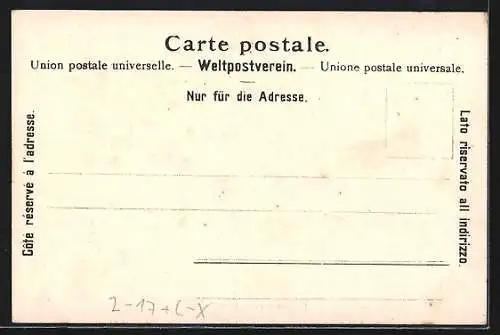 Carte postale.
Union postale universelle. — Weltpostverein. — Unione postale universale.
Nur für die Adresse.
Côté réservé à l'adresse.
Lato riservato all indirizzo.
2-17+L-X